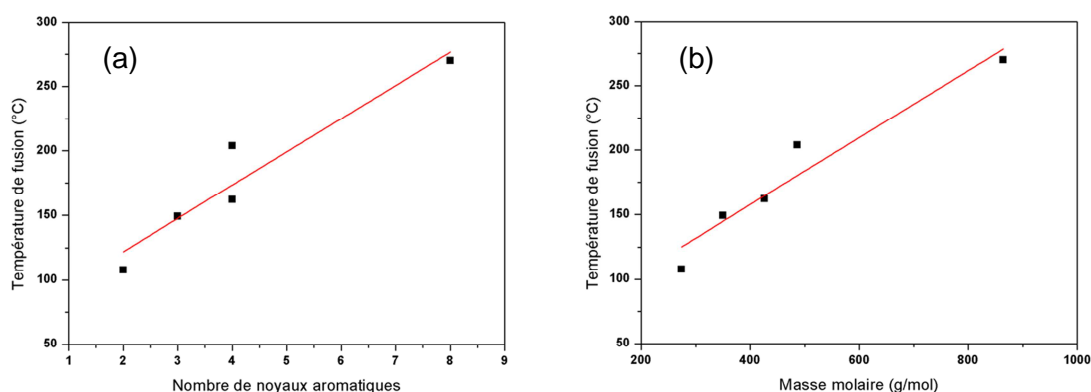 (a)
Température de fusion (°C)
300
250
200
150
100
50
1 2 3 4 5 6 7 8 9
Nombre de noyaux aromatiques
(b)
Température de fusion (°C)
300
250
200
150
100
50
200 400 600 800 1000
Masse molaire (g/mol)